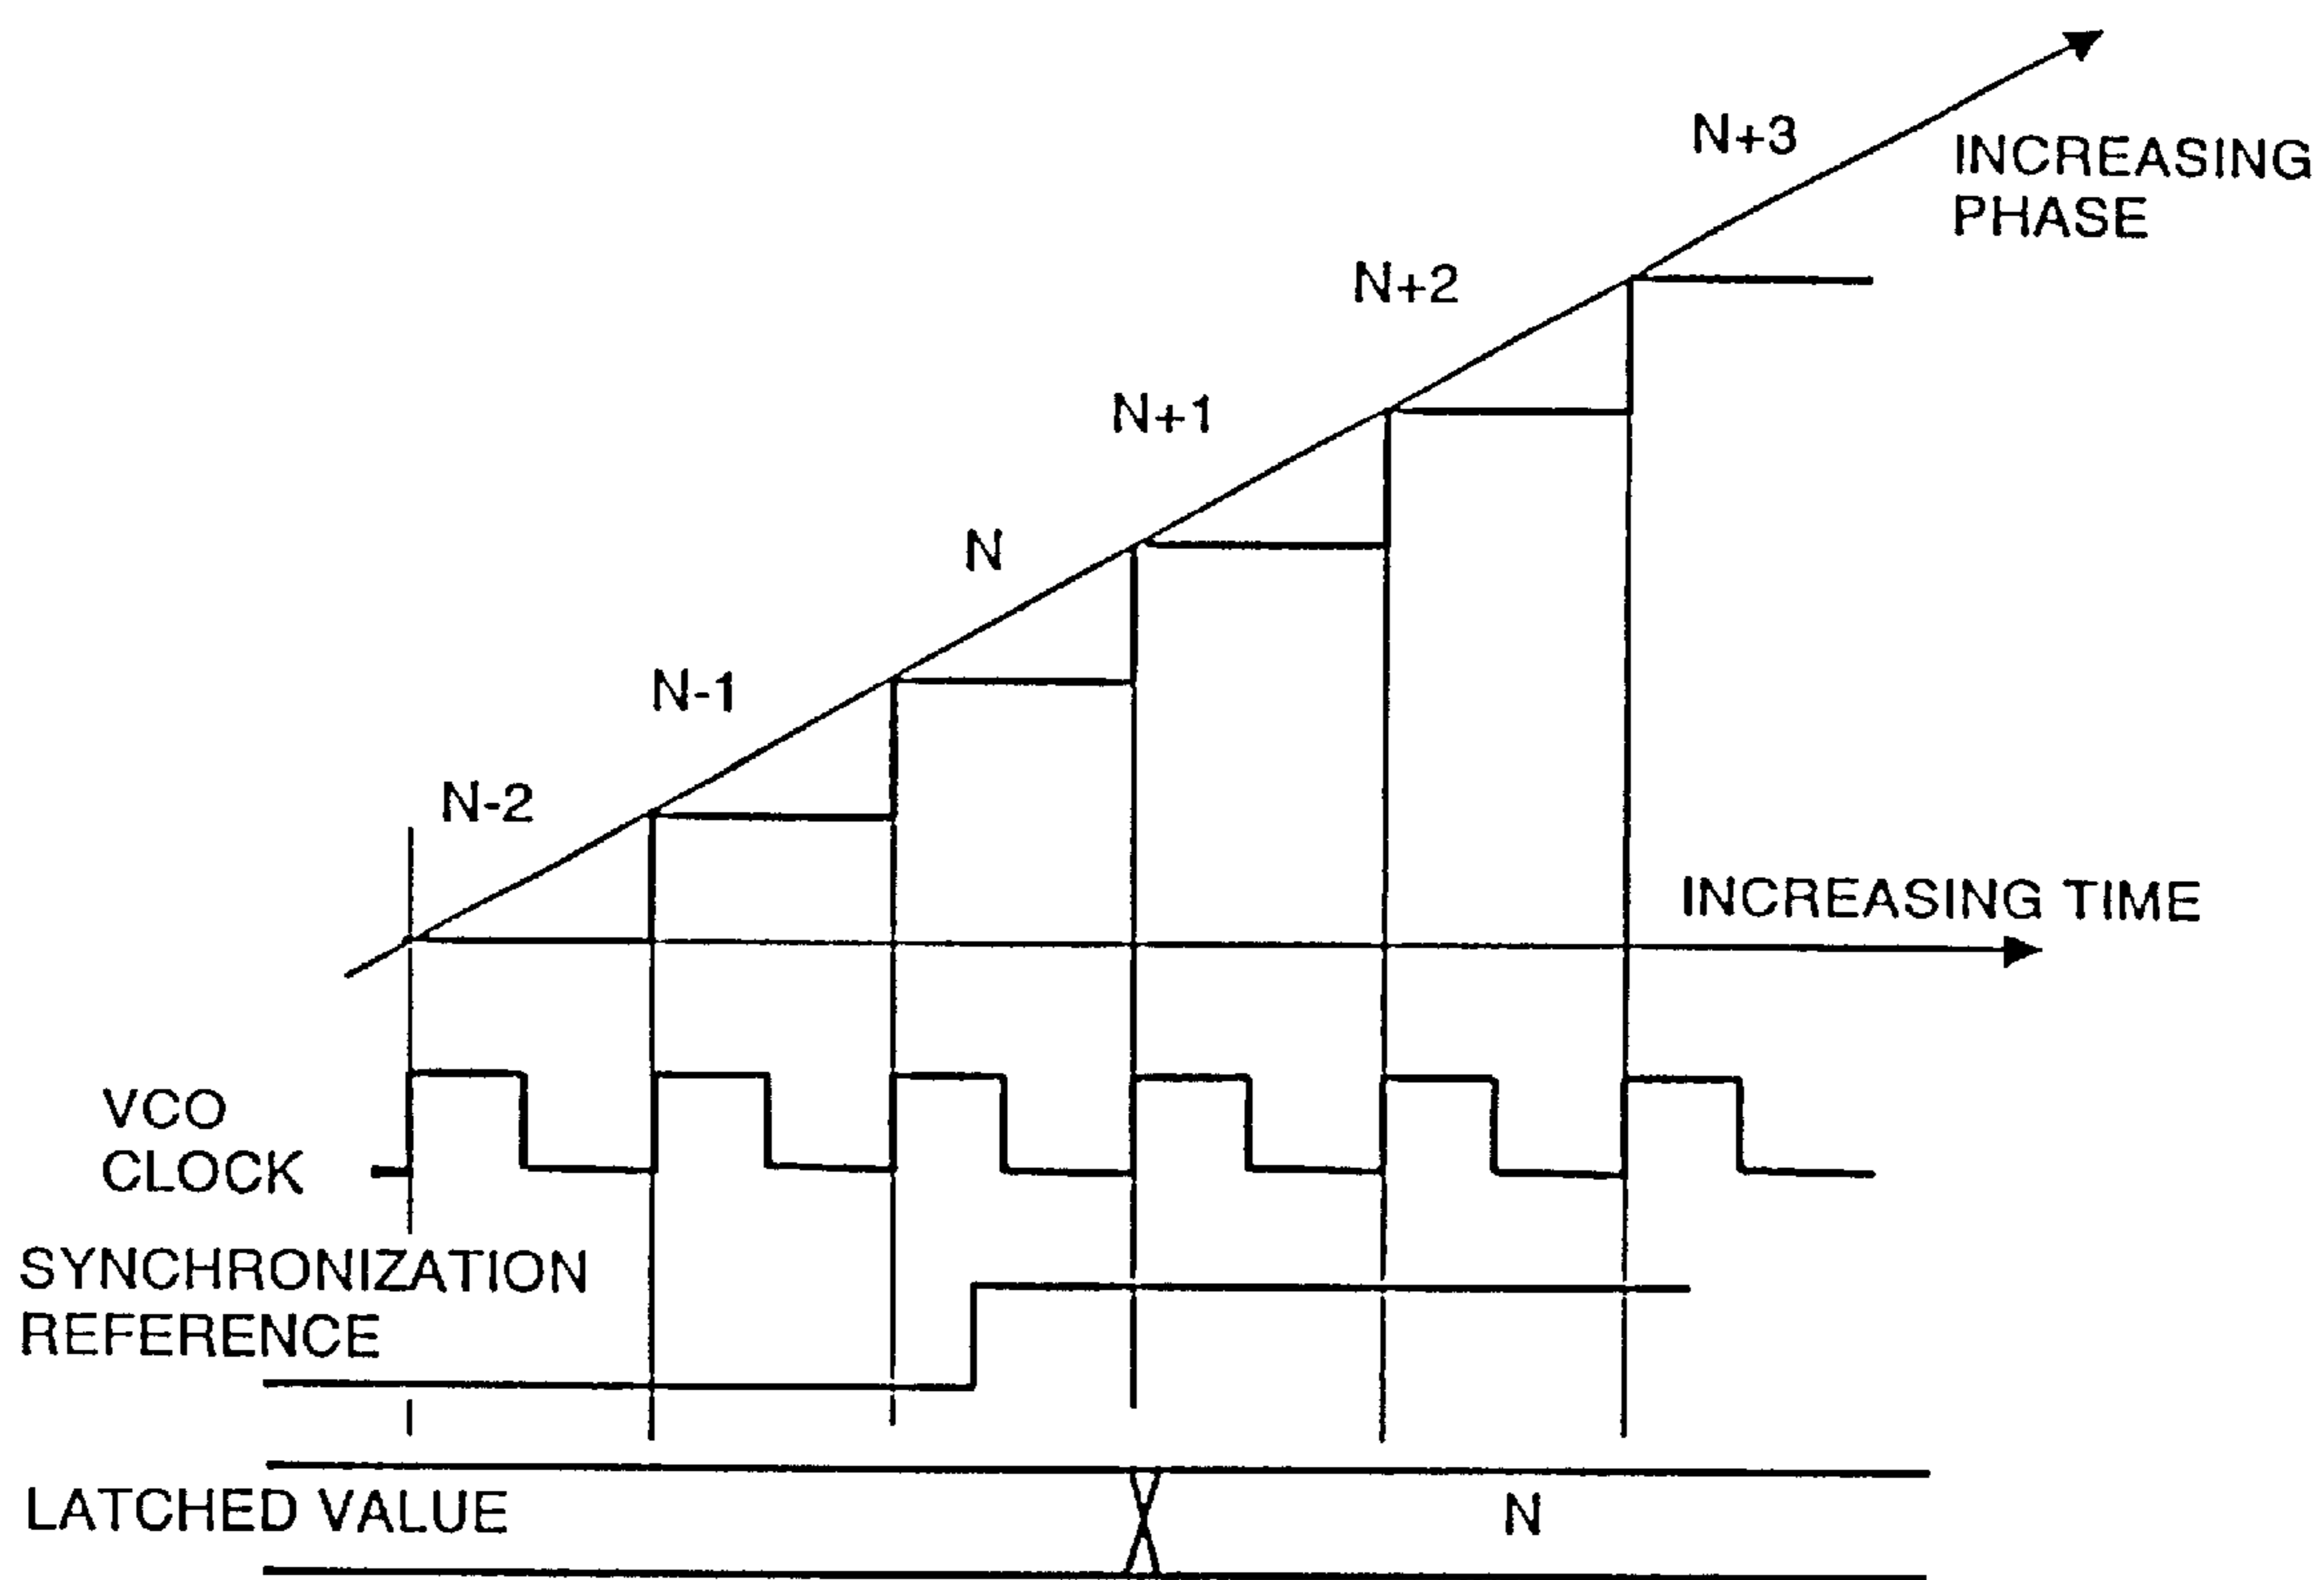 N+3
INCREASING
PHASE
N+2
N+1
N
N-1
N-2
INCREASING TIME
VCO
CLOCK
SYNCHRONIZATION
REFERENCE
LATCHED VALUE
N